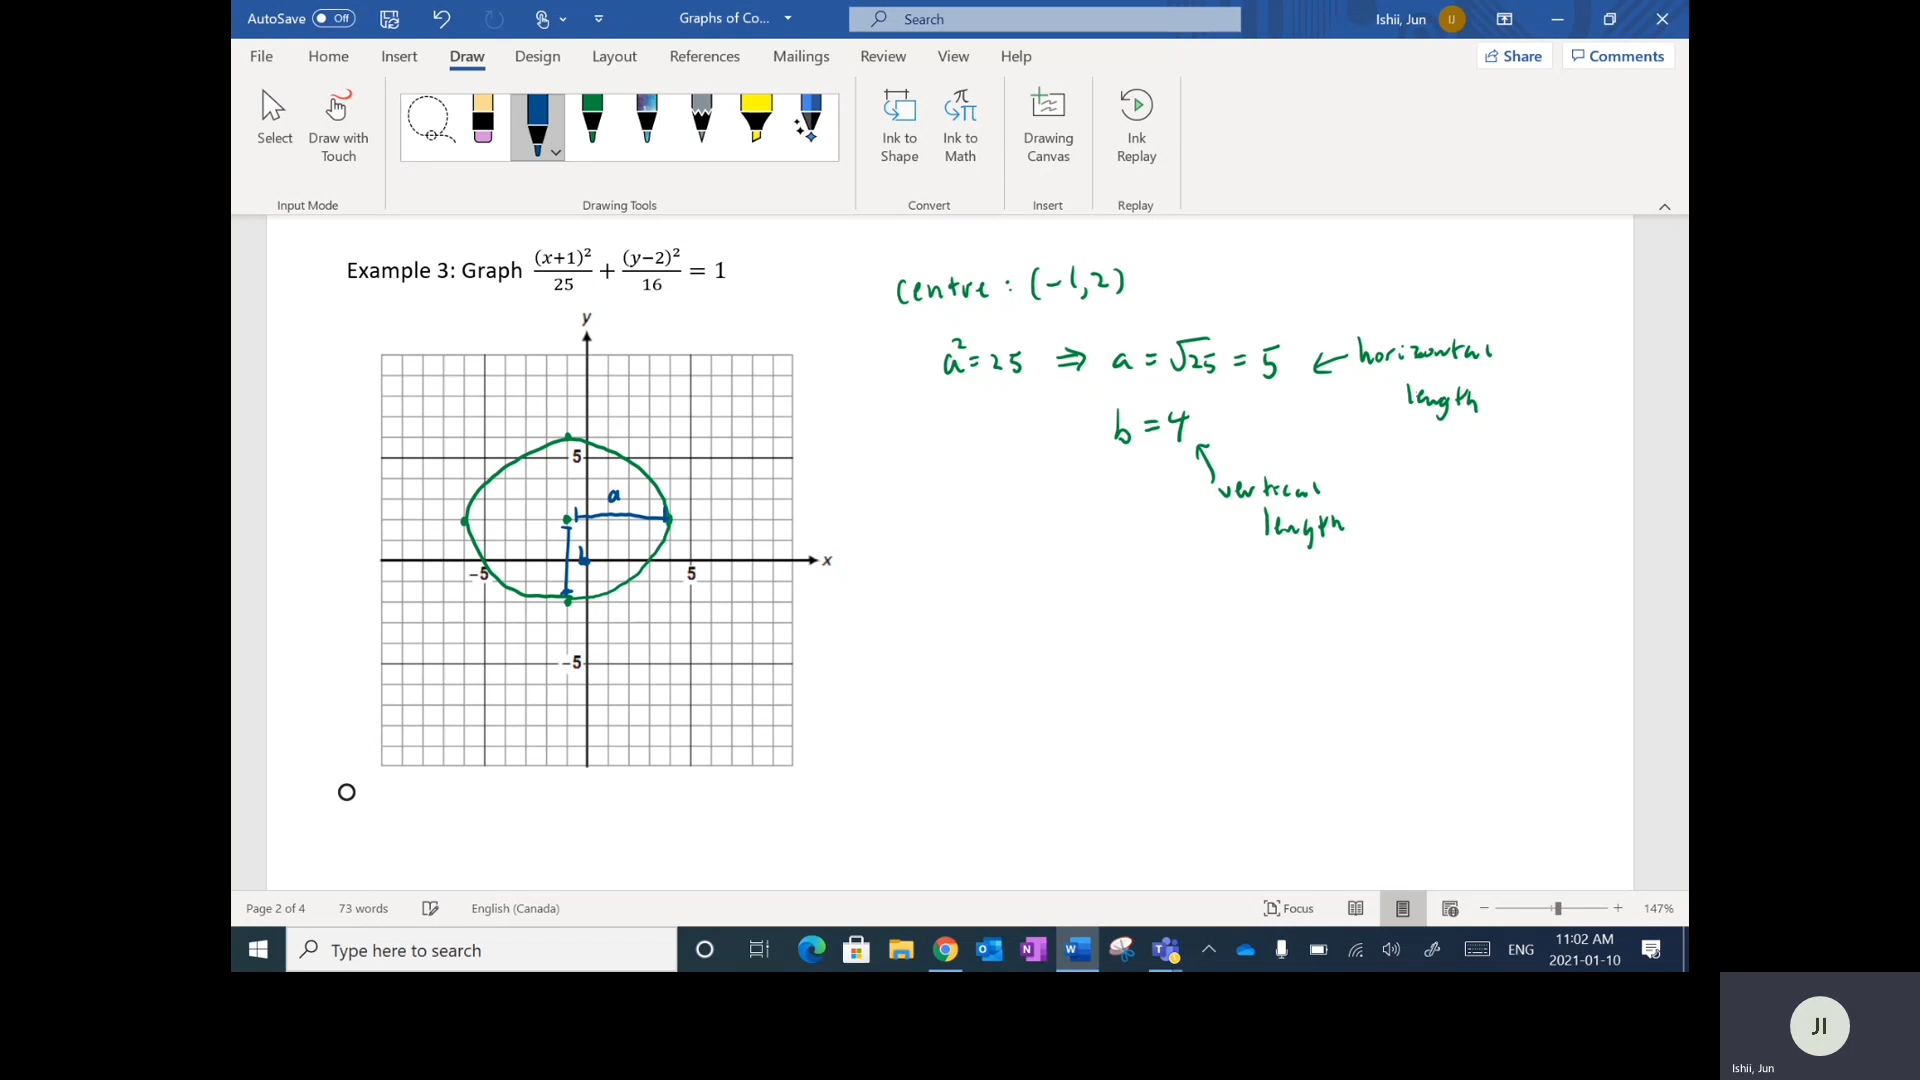 AutoSave Off Graphs of Co... Search Ishii, Jun IJ
File Home Insert Draw Design Layout References Mailings Review View Help Share Comments
Select Draw with Touch Ink to Shape Ink to Math Drawing Canvas Ink Replay
Input Mode Drawing Tools Convert Insert Replay
Example 3: Graph (x+1)²/25 + (y−2)²/16 = 1
centre : (-1,2)
a² = 25 ⇒ a = √25 = 5 ← horizontal
length
b = 4
vertical
length
y
5
a
b
x
−5 5
−5
Page 2 of 4 73 words English (Canada) Focus − + 147%
Type here to search ENG 11:02 AM
2021-01-10
JI
Ishii, Jun